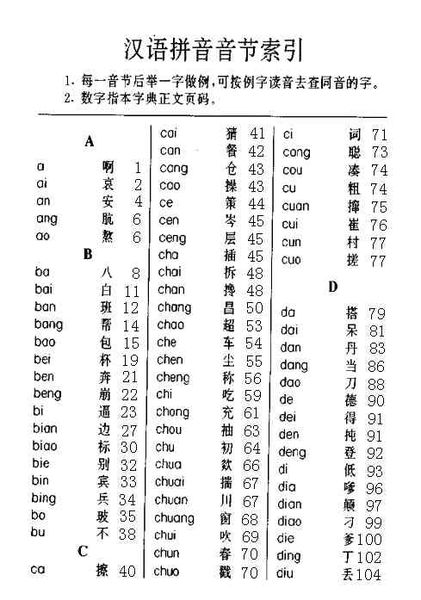 汉语拼音音节索引
1. 每一音节后举一字做例,可按例字读音去查同音的字。
2. 数字指本字典正文页码。
A
a 啊 1
ai 哀 2
an 安 4
ang 肮 6
ao 熬 6
B
ba 八 8
bai 白 11
ban 班 12
bang 帮 14
bao 包 15
bei 杯 19
ben 奔 21
beng 崩 22
bi 逼 23
bian 边 27
biao 标 30
bie 别 32
bin 宾 33
bing 兵 34
bo 玻 35
bu 不 38
C
ca 擦 40
cai 猜 41
can 餐 42
cang 仓 43
cao 操 43
ce 策 44
cen 岑 45
ceng 层 45
cha 插 45
chai 拆 48
chan 搀 48
chang 昌 50
chao 超 53
che 车 54
chen 尘 55
cheng 称 56
chi 吃 59
chong 充 61
chou 抽 63
chu 初 64
chua 欻 66
chuai 揣 67
chuan 川 67
chuang 窗 68
chui 吹 69
chun 春 70
chuo 戳 70
ci 词 71
cong 聪 73
cou 凑 74
cu 粗 74
cuan 撺 75
cui 崔 76
cun 村 77
cuo 搓 77
D
da 搭 79
dai 呆 81
dan 丹 83
dang 当 86
dao 刀 88
de 德 90
dei 得 91
den 扽 91
deng 登 92
di 低 93
dia 嗲 96
dian 颠 97
diao 刁 99
die 爹 100
ding 丁 102
diu 丢 104